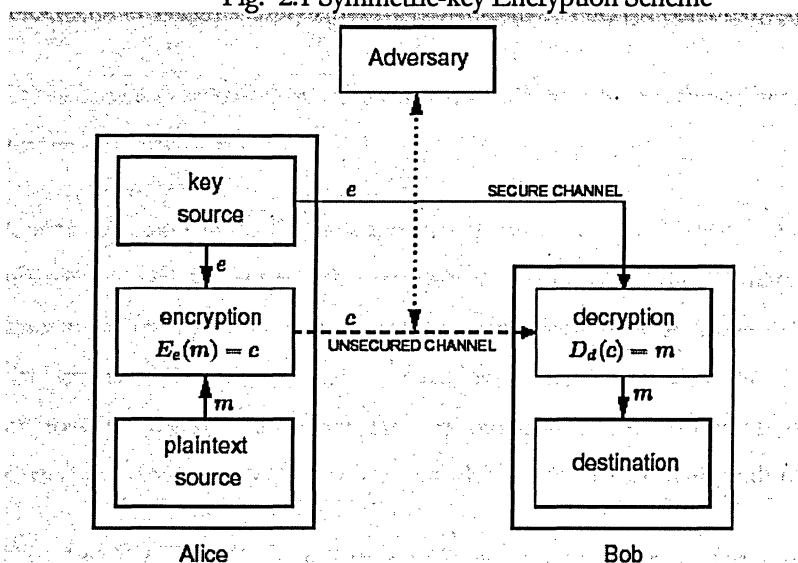 Fig. 2.1 Symmetric-key Encryption Scheme
Adversary
key
source
e
SECURE CHANNEL
e
encryption
E_e(m) = c
c
UNSECURED CHANNEL
decryption
D_d(c) = m
m
m
plaintext
source
destination
Alice
Bob